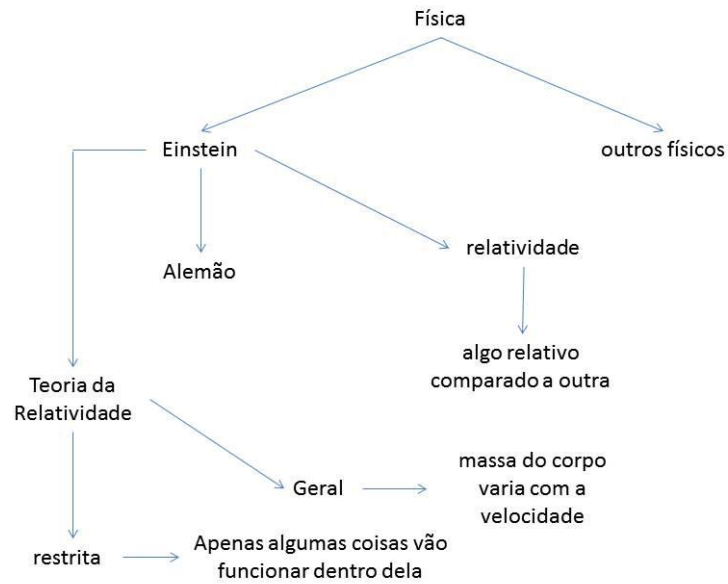 Física
Einstein
outros físicos
Alemão
relatividade
algo relativo
comparado a outra
Teoria da
Relatividade
Geral
massa do corpo
varia com a
velocidade
restrita
Apenas algumas coisas vão
funcionar dentro dela